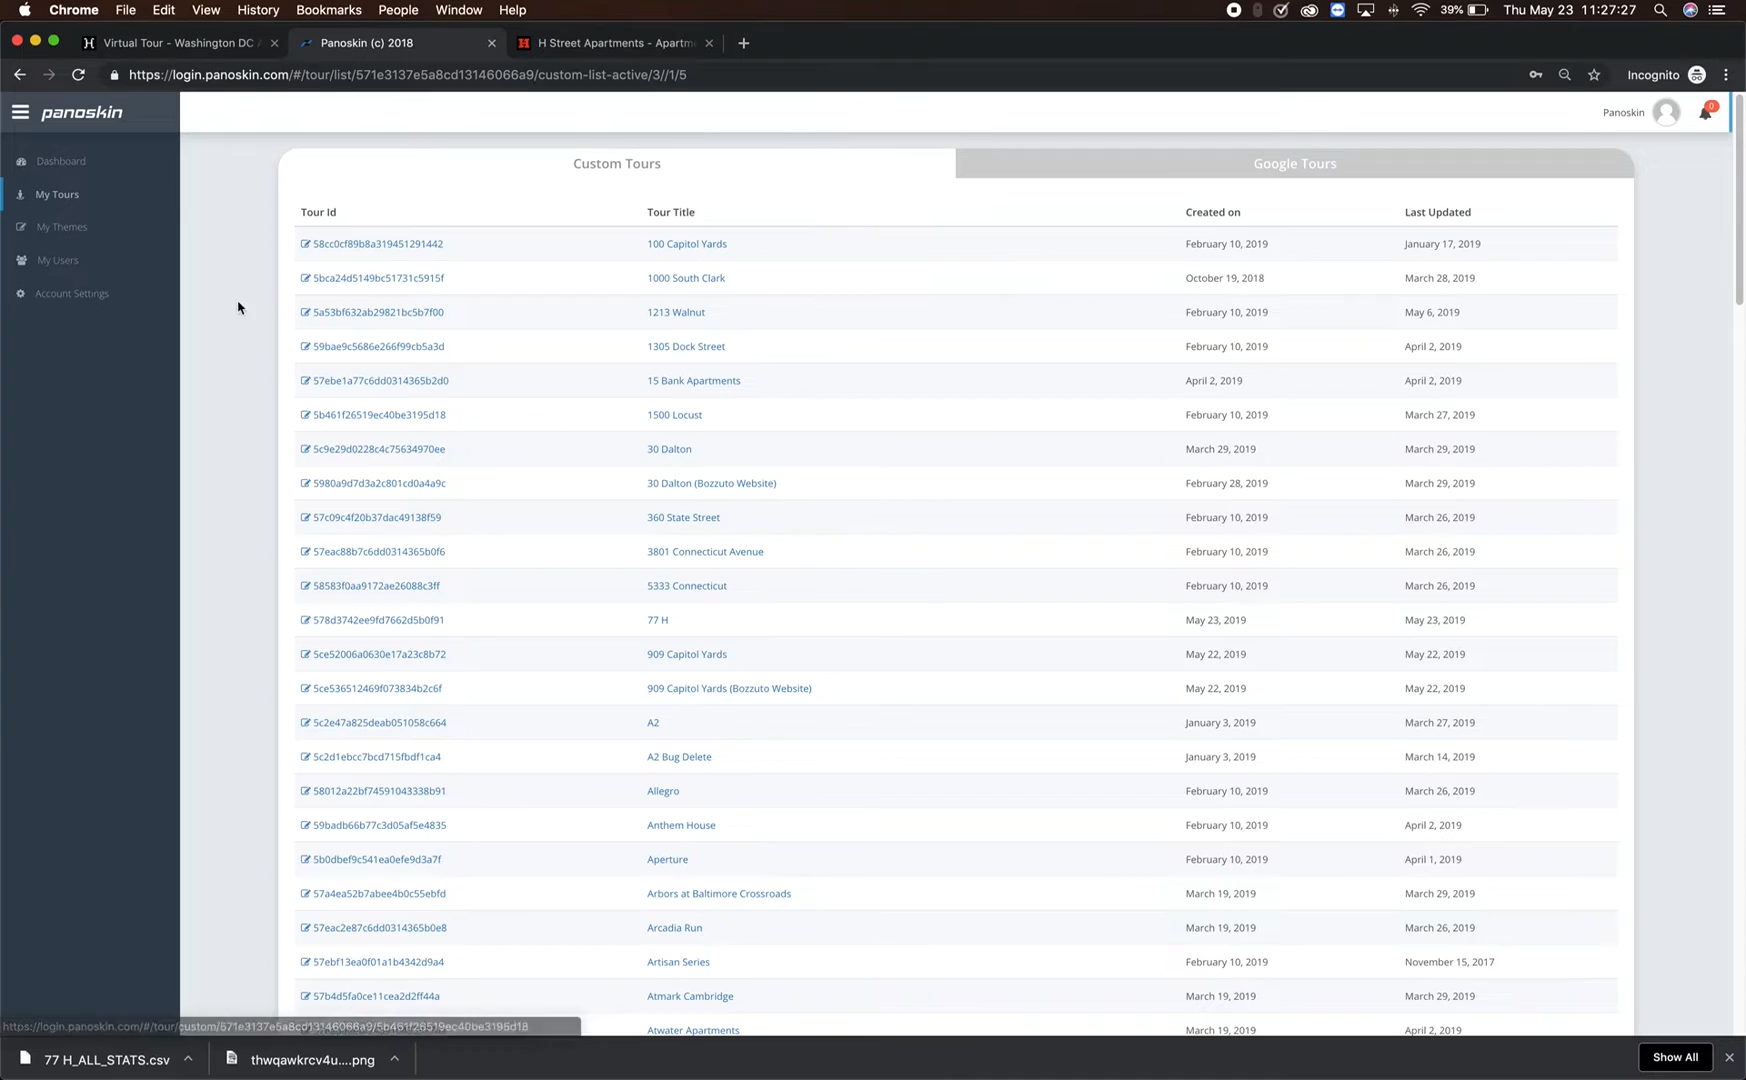 Chrome File Edit View History Bookmarks People Window Help 39% Thu May 23 11:27:27
Virtual Tour - Washington DC Panoskin (c) 2018 H Street Apartments - Apartm
https://login.panoskin.com/#/tour/list/571e3137e5a8cd13146066a9/custom-list-active/3//1/5 Incognito
panoskin Panoskin 0
Dashboard
My Tours
My Themes
My Users
Account Settings
Custom Tours Google Tours
Tour Id Tour Title Created on Last Updated
58cc0cf89b8a319451291442 100 Capitol Yards February 10, 2019 January 17, 2019
5bca24d5149bc51731c5915f 1000 South Clark October 19, 2018 March 28, 2019
5a53bf632ab29821bc5b7f00 1213 Walnut February 10, 2019 May 6, 2019
59bae9c5686e266f99cb5a3d 1305 Dock Street February 10, 2019 April 2, 2019
57ebe1a77c6dd0314365b2d0 15 Bank Apartments April 2, 2019 April 2, 2019
5b461f26519ec40be3195d18 1500 Locust February 10, 2019 March 27, 2019
5c9e29d0228c4c75634970ee 30 Dalton March 29, 2019 March 29, 2019
5980a9d7d3a2c801cd0a4a9c 30 Dalton (Bozzuto Website) February 28, 2019 March 29, 2019
57c09c4f20b37dac49138f59 360 State Street February 10, 2019 March 26, 2019
57eac88b7c6dd0314365b0f6 3801 Connecticut Avenue February 10, 2019 March 26, 2019
58583f0aa9172ae26088c3ff 5333 Connecticut February 10, 2019 March 26, 2019
578d3742ee9fd7662d5b0f91 77 H May 23, 2019 May 23, 2019
5ce52006a0630e17a23c8b72 909 Capitol Yards May 22, 2019 May 22, 2019
5ce536512469f073834b2c6f 909 Capitol Yards (Bozzuto Website) May 22, 2019 May 22, 2019
5c2e47a825deab051058c664 A2 January 3, 2019 March 27, 2019
5c2d1ebcc7bcd715fbdf1ca4 A2 Bug Delete January 3, 2019 March 14, 2019
58012a22bf74591043338b91 Allegro February 10, 2019 March 26, 2019
59badb66b77c3d05af5e4835 Anthem House February 10, 2019 April 2, 2019
5b0dbef9c541ea0efe9d3a7f Aperture February 10, 2019 April 1, 2019
57a4ea52b7abee4b0c55ebfd Arbors at Baltimore Crossroads March 19, 2019 March 29, 2019
57eac2e87c6dd0314365b0e8 Arcadia Run March 19, 2019 March 26, 2019
57ebf13ea0f01a1b4342d9a4 Artisan Series February 10, 2019 November 15, 2017
57b4d5fa0ce11cea2d2ff44a Atmark Cambridge March 19, 2019 March 29, 2019
Atwater Apartments March 19, 2019 April 2, 2019
https://login.panoskin.com/#/tour/custom/571e3137e5a8cd13146066a9/5b461f26519ec40be3195d18
77 H_ALL_STATS.csv thwqawkrcv4u....png Show All